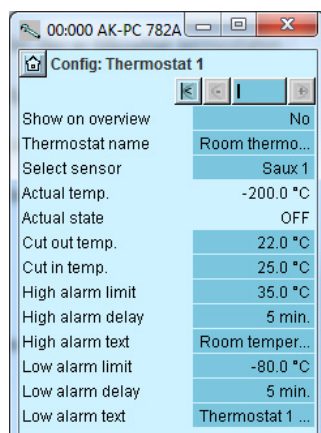 00:000 AK-PC 782A
Config: Thermostat 1
Show on overview No
Thermostat name Room thermo...
Select sensor Saux 1
Actual temp. -200.0 °C
Actual state OFF
Cut out temp. 22.0 °C
Cut in temp. 25.0 °C
High alarm limit 35.0 °C
High alarm delay 5 min.
High alarm text Room temper...
Low alarm limit -80.0 °C
Low alarm delay 5 min.
Low alarm text Thermostat 1 ...